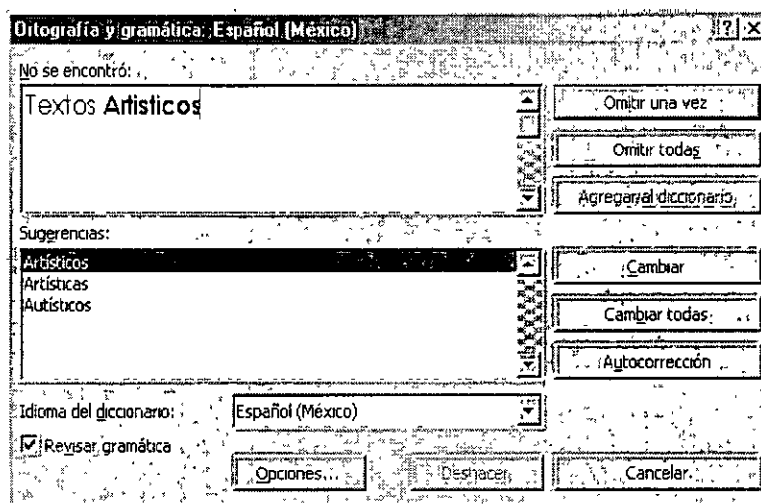 Ortografía y gramática: Español (México)
No se encontró:
Textos Artisticos
Omitir una vez
Omitir todas
Agregar al diccionario
Sugerencias:
Artísticos
Artísticas
Autísticos
Cambiar
Cambiar todas
Autocorrección
Idioma del diccionario:
Español (México)
Revisar gramática
Opciones...
Deshacer
Cancelar